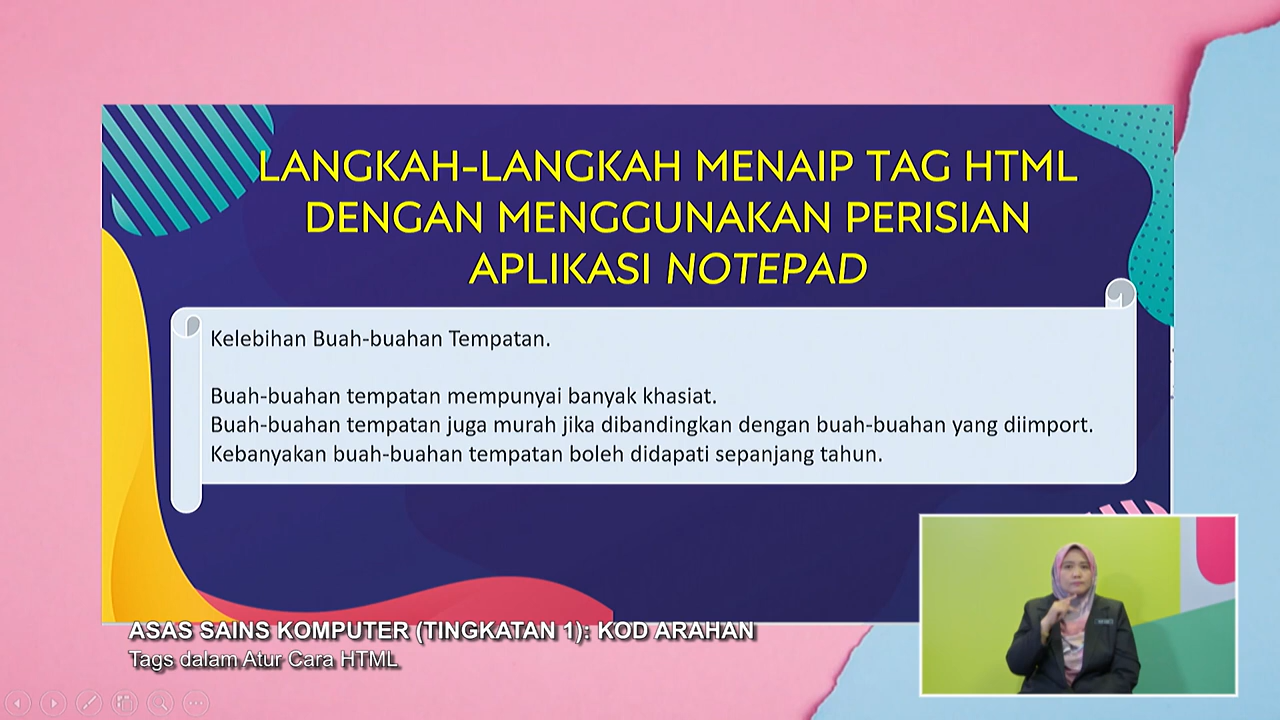 LANGKAH-LANGKAH MENAIP TAG HTML
DENGAN MENGGUNAKAN PERISIAN
APLIKASI NOTEPAD
Kelebihan Buah-buahan Tempatan.
Buah-buahan tempatan mempunyai banyak khasiat.
Buah-buahan tempatan juga murah jika dibandingkan dengan buah-buahan yang diimport.
Kebanyakan buah-buahan tempatan boleh didapati sepanjang tahun.
ASAS SAINS KOMPUTER (TINGKATAN 1): KOD ARAHAN
Tags dalam Atur Cara HTML